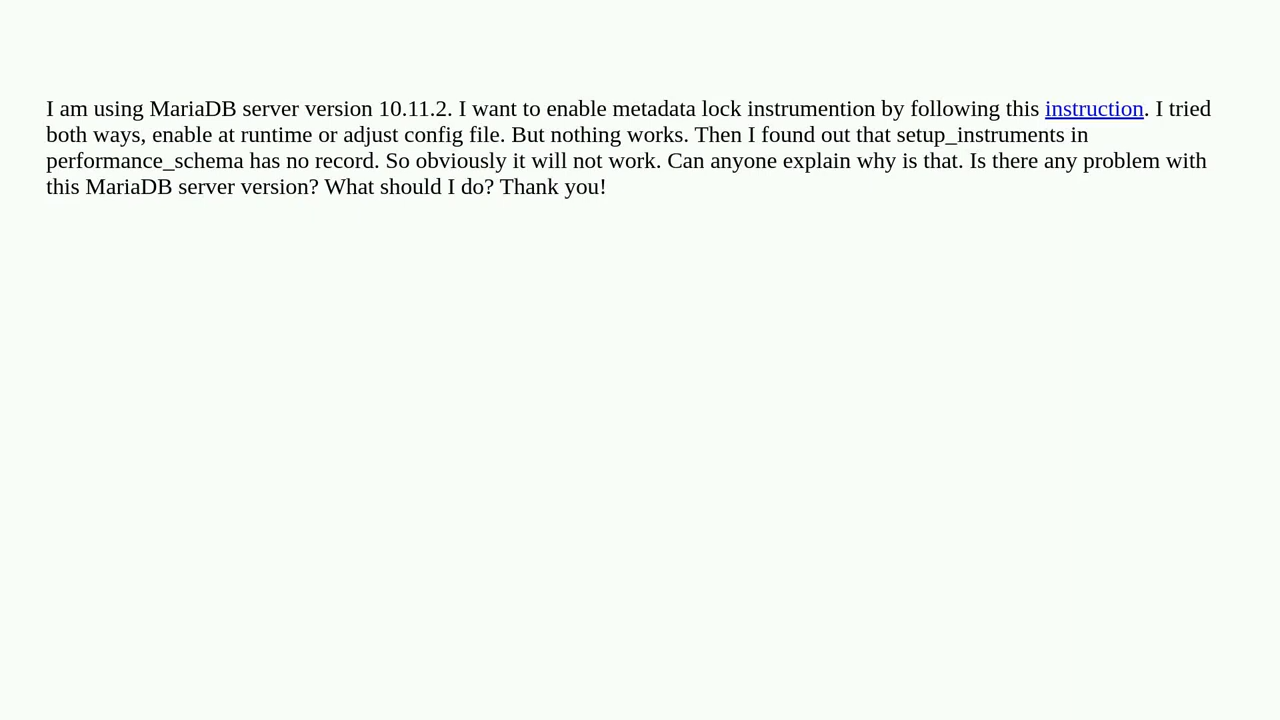 I am using MariaDB server version 10.11.2. I want to enable metadata lock instrumention by following this instruction. I tried
both ways, enable at runtime or adjust config file. But nothing works. Then I found out that setup_instruments in
performance_schema has no record. So obviously it will not work. Can anyone explain why is that. Is there any problem with
this MariaDB server version? What should I do? Thank you!